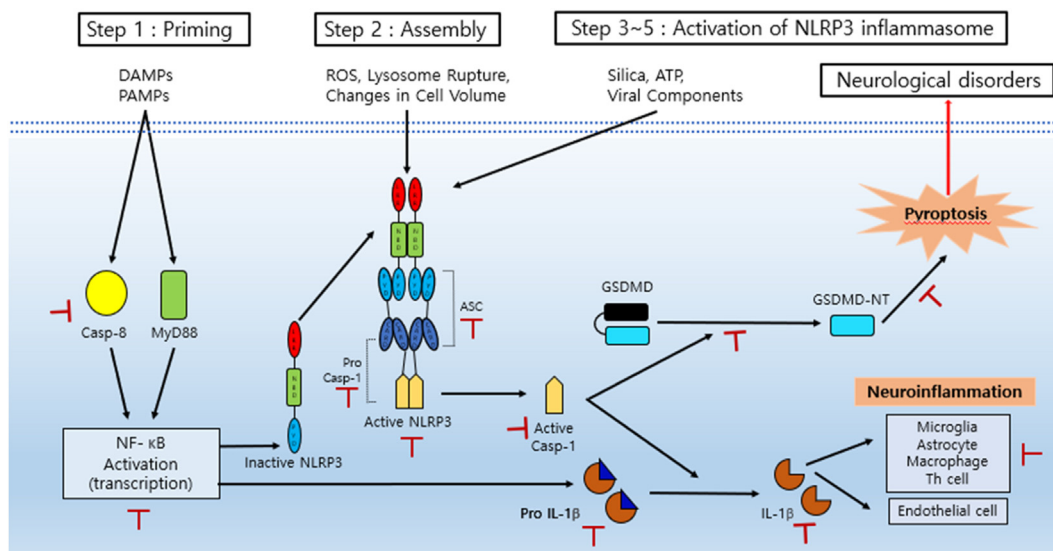 Step 1 : Priming
Step 2 : Assembly
Step 3~5 : Activation of NLRP3 inflammasome
DAMPs
PAMPs
ROS, Lysosome Rupture,
Changes in Cell Volume
Silica, ATP,
Viral Components
Neurological disorders
Pyroptosis
NBD
NBD
Casp-8
MyD88
ASC
GSDMD
GSDMD-NT
NBD
Pro
Casp-1
Active NLRP3
Active
Casp-1
Inactive NLRP3
NF- κB
Activation
(transcription)
Pro IL-1β
IL-1β
Neuroinflammation
Microglia
Astrocyte
Macrophage
Th cell
Endothelial cell